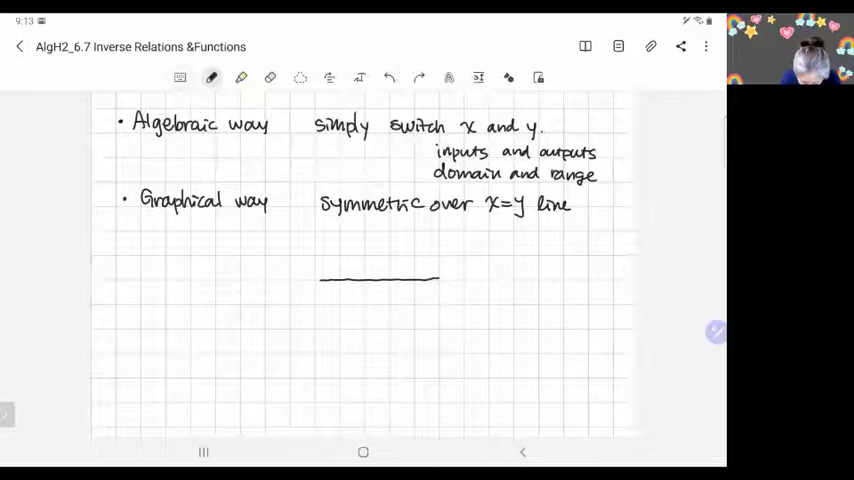 9:13
AlgH2_6.7 Inverse Relations &Functions
• Algebraic way simply switch x and y.
inputs and outputs
domain and range
• Graphical way symmetric over x=y line